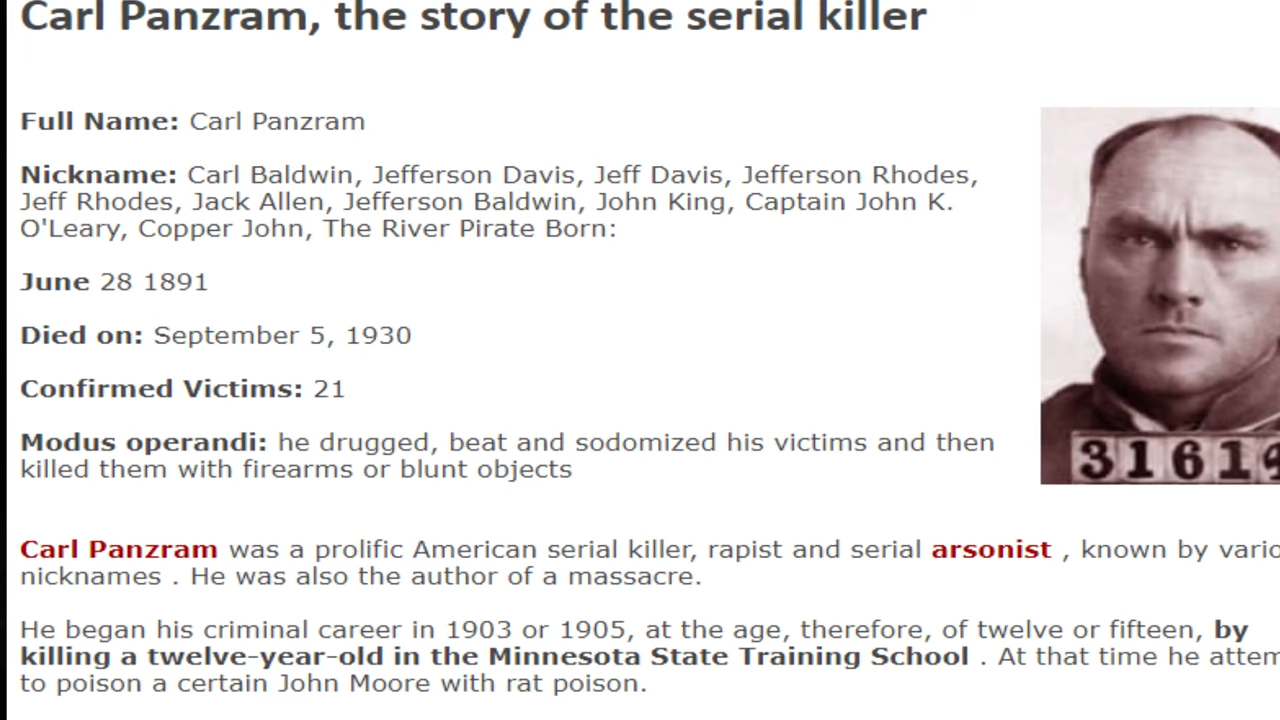 Carl Panzram, the story of the serial killer
Full Name: Carl Panzram
Nickname: Carl Baldwin, Jefferson Davis, Jeff Davis, Jefferson Rhodes,
Jeff Rhodes, Jack Allen, Jefferson Baldwin, John King, Captain John K.
O'Leary, Copper John, The River Pirate Born:
June 28 1891
Died on: September 5, 1930
Confirmed Victims: 21
Modus operandi: he drugged, beat and sodomized his victims and then
killed them with firearms or blunt objects
3161
Carl Panzram was a prolific American serial killer, rapist and serial arsonist , known by
nicknames . He was also the author of a massacre.
He began his criminal career in 1903 or 1905, at the age, therefore, of twelve or fifteen, by
killing a twelve-year-old in the Minnesota State Training School . At that time he
to poison a certain John Moore with rat poison.